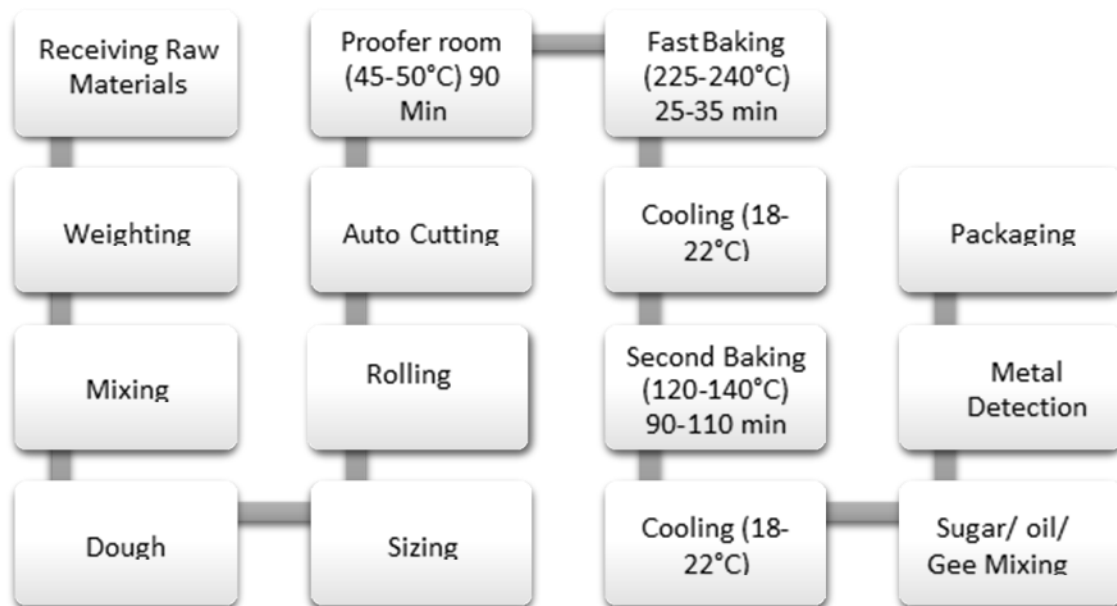 Receiving Raw
Materials
Weighting
Mixing
Dough
Sizing
Rolling
Auto Cutting
Proofer room
(45-50°C) 90
Min
Fast Baking
(225-240°C)
25-35 min
Cooling (18-
22°C)
Second Baking
(120-140°C)
90-110 min
Cooling (18-
22°C)
Sugar/ oil/
Gee Mixing
Metal
Detection
Packaging